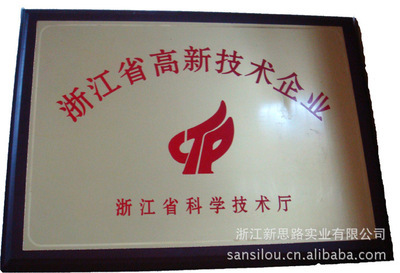 浙江省高新技术企业
CTP
浙江省科学技术厅
浙江新思路实业有限公司
sansilou.cn.alibaba.com